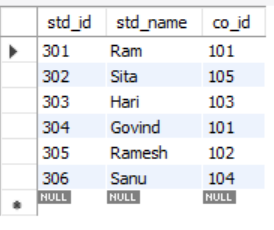 std_id std_name co_id
301 Ram 101
302 Sita 105
303 Hari 103
304 Govind 101
305 Ramesh 102
306 Sanu 104
NULL NULL NULL